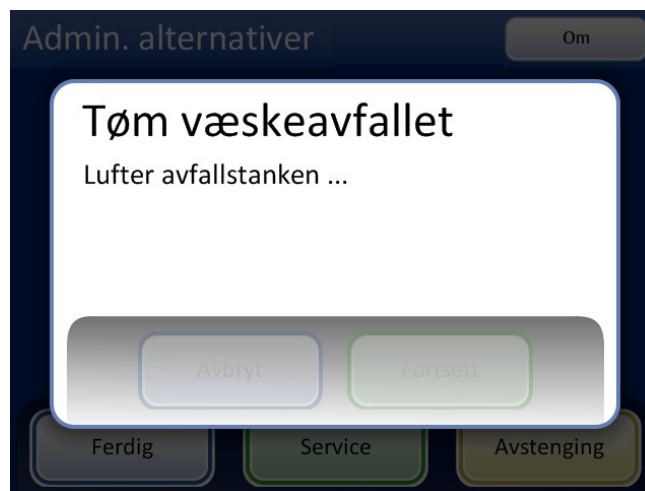 Admin. alternativer
Om
Tøm væskeavfallet
Lufter avfallstanken ...
Avbryt
Fortsett
Ferdig
Service
Avstenging